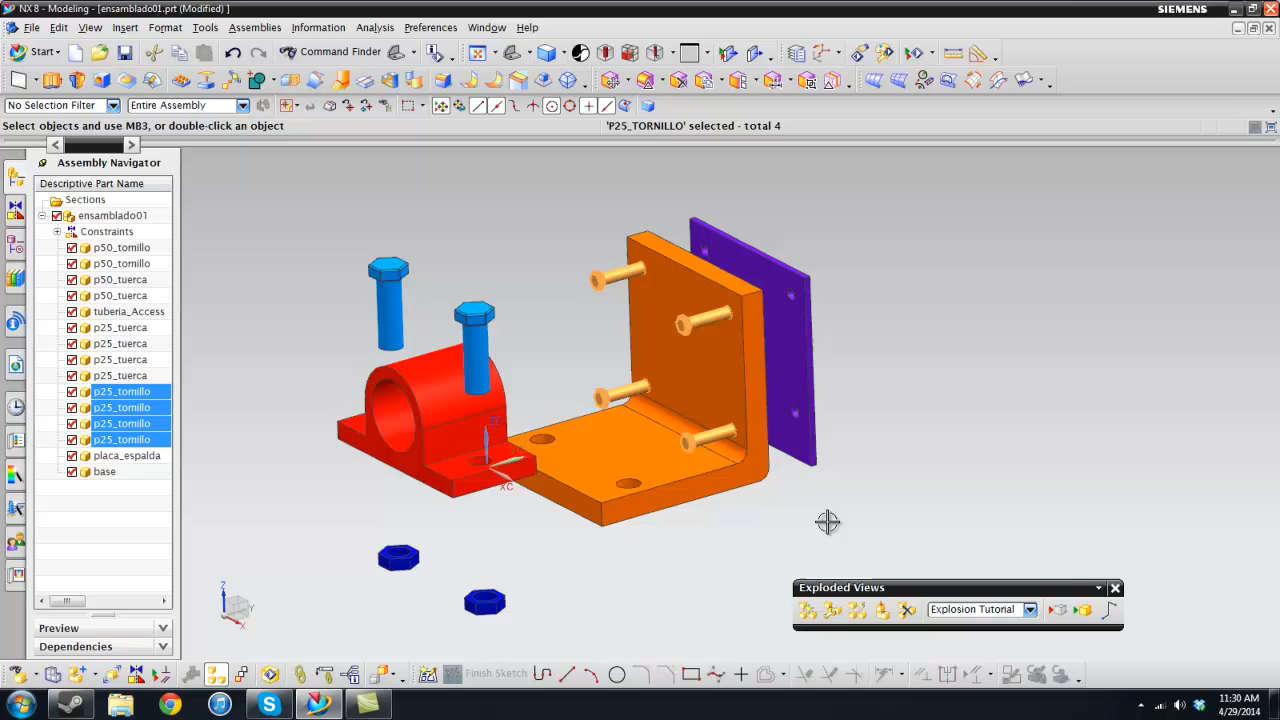 NX 8 - Modeling - [ensamblado01.prt (Modified) ]
SIEMENS
File Edit View Insert Format Tools Assemblies Information Analysis Preferences Window Help
Start Command Finder
No Selection Filter Entire Assembly
Select objects and use MB3, or double-click an object
'P25_TORNILLO' selected - total 4
Assembly Navigator
Descriptive Part Name
Sections
ensamblado01
Constraints
p50_tornillo
p50_tornillo
p50_tuerca
p50_tuerca
tuberia_Access
p25_tuerca
p25_tuerca
p25_tuerca
p25_tuerca
p25_tornillo
p25_tornillo
p25_tornillo
p25_tornillo
placa_espalda
base
XC
Z
Y
X
Exploded Views
Explosion Tutorial
Preview
Dependencies
Finish Sketch
11:30 AM
4/29/2014